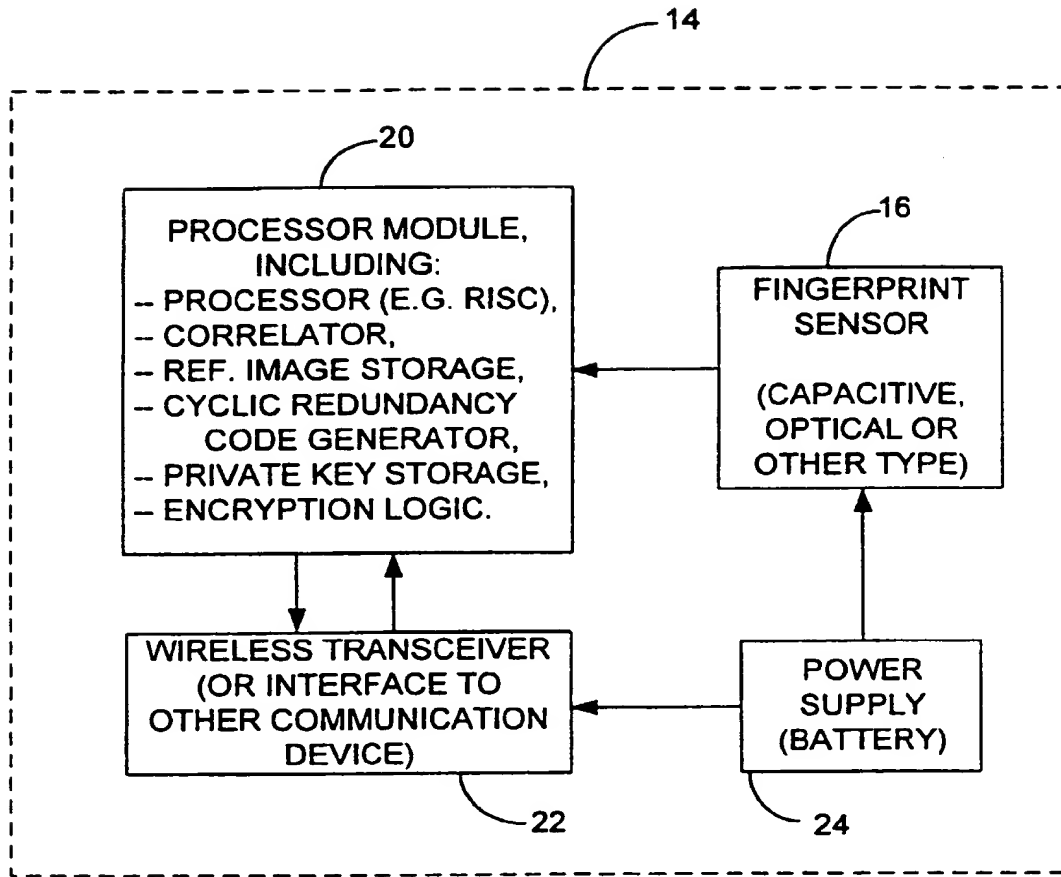 14
20
PROCESSOR MODULE,
INCLUDING:
-- PROCESSOR (E.G. RISC),
-- CORRELATOR,
-- REF. IMAGE STORAGE,
-- CYCLIC REDUNDANCY
CODE GENERATOR,
-- PRIVATE KEY STORAGE,
-- ENCRYPTION LOGIC.
16
FINGERPRINT
SENSOR
(CAPACITIVE,
OPTICAL OR
OTHER TYPE)
WIRELESS TRANSCEIVER
(OR INTERFACE TO
OTHER COMMUNICATION
DEVICE)
22
POWER
SUPPLY
(BATTERY)
24